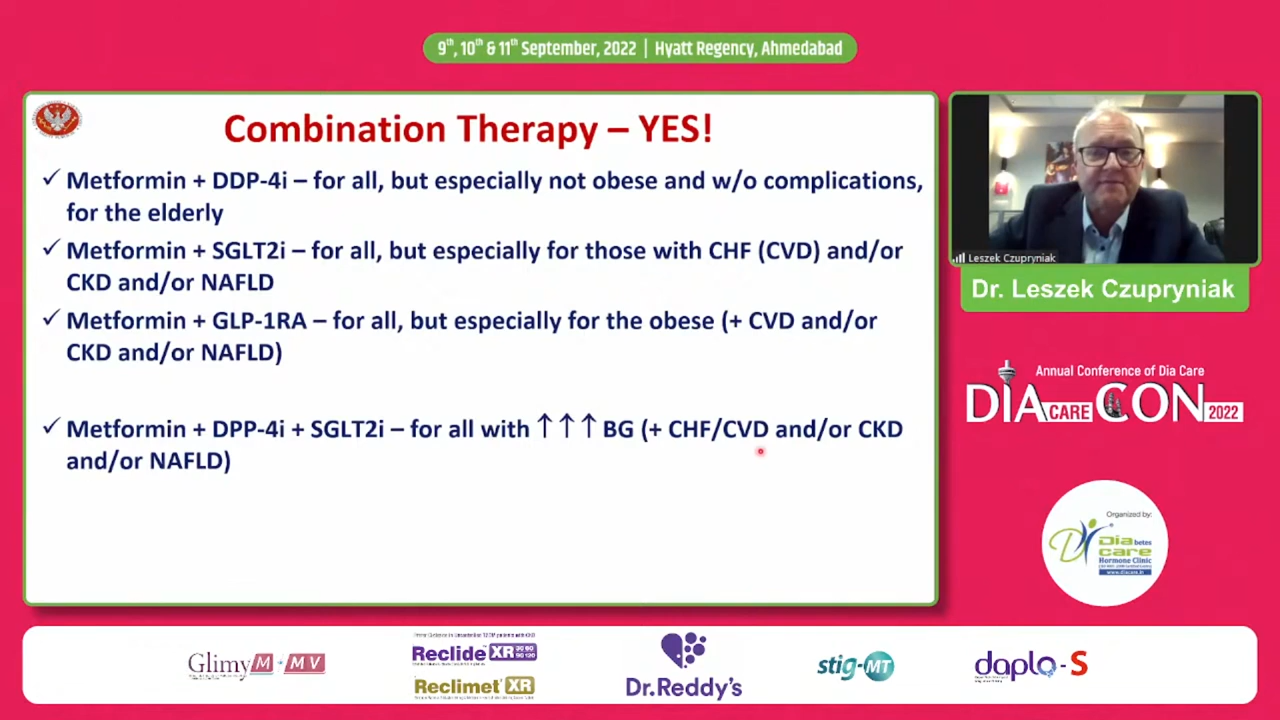 9th, 10th & 11th September, 2022 | Hyatt Regency, Ahmedabad
Combination Therapy – YES!
✓ Metformin + DDP-4i – for all, but especially not obese and w/o complications,
for the elderly
✓ Metformin + SGLT2i – for all, but especially for those with CHF (CVD) and/or
CKD and/or NAFLD
✓ Metformin + GLP-1RA – for all, but especially for the obese (+ CVD and/or
CKD and/or NAFLD)
✓ Metformin + DPP-4i + SGLT2i – for all with ↑↑↑ BG (+ CHF/CVD and/or CKD
and/or NAFLD)
Leszek Czupryniak
Dr. Leszek Czupryniak
Annual Conference of Dia Care
DIA CARE CON 2022
Organized by:
Diabetes
care
Hormone Clinic
www.diacare.in
Glimy M - MV
Reclide XR
Reclimet XR
Dr.Reddy's
stig-MT
daplo-S